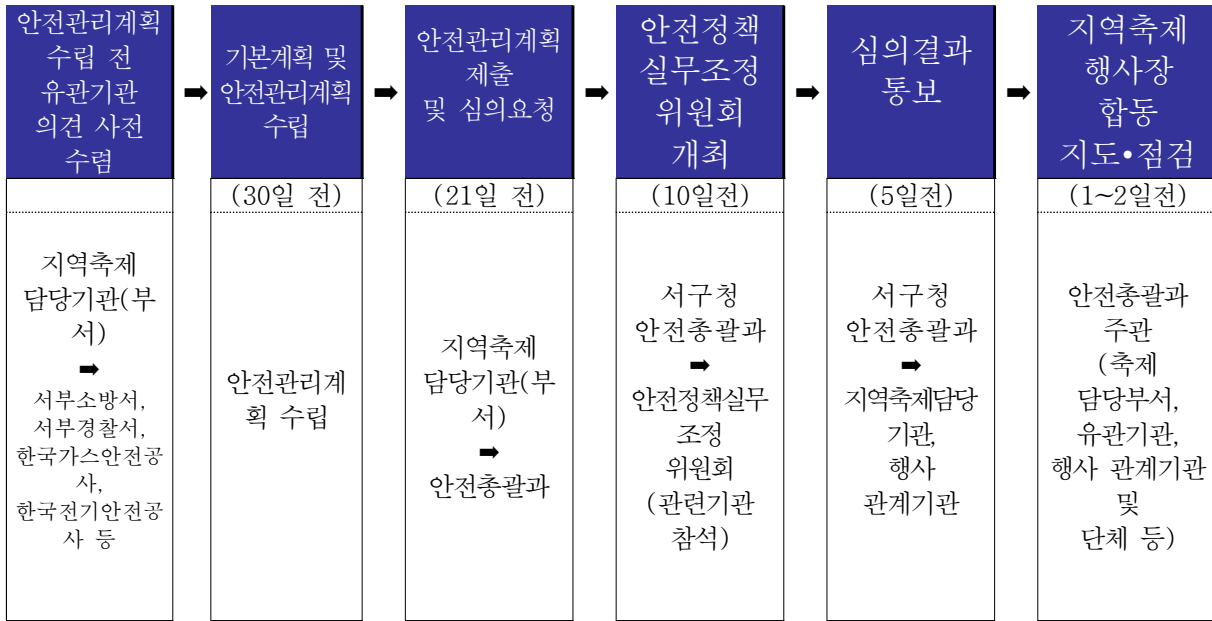 안전관리계획
수립 전
유관기관
의견 사전
수렴
➡
기본계획 및
안전관리계획
수립
➡
안전관리계획
제출
및 심의요청
➡
안전정책
실무조정
위원회
개최
➡
심의결과
통보
➡
지역축제
행사장
합동
지도•점검
(30일 전)
(21일 전)
(10일전)
(5일전)
(1~2일전)
지역축제
담당기관(부
서)
➡
서부소방서,
서부경찰서,
한국가스안전공
사,
한국전기안전공
사 등
안전관리계
획 수립
지역축제
담당기관(부
서)
➡
안전총괄과
서구청
안전총괄과
➡
안전정책실무
조정
위원회
(관련기관
참석)
서구청
안전총괄과
➡
지역축제담당
기관,
행사
관계기관
안전총괄과
주관
(축제
담당부서,
유관기관,
행사 관계기관
및
단체 등)